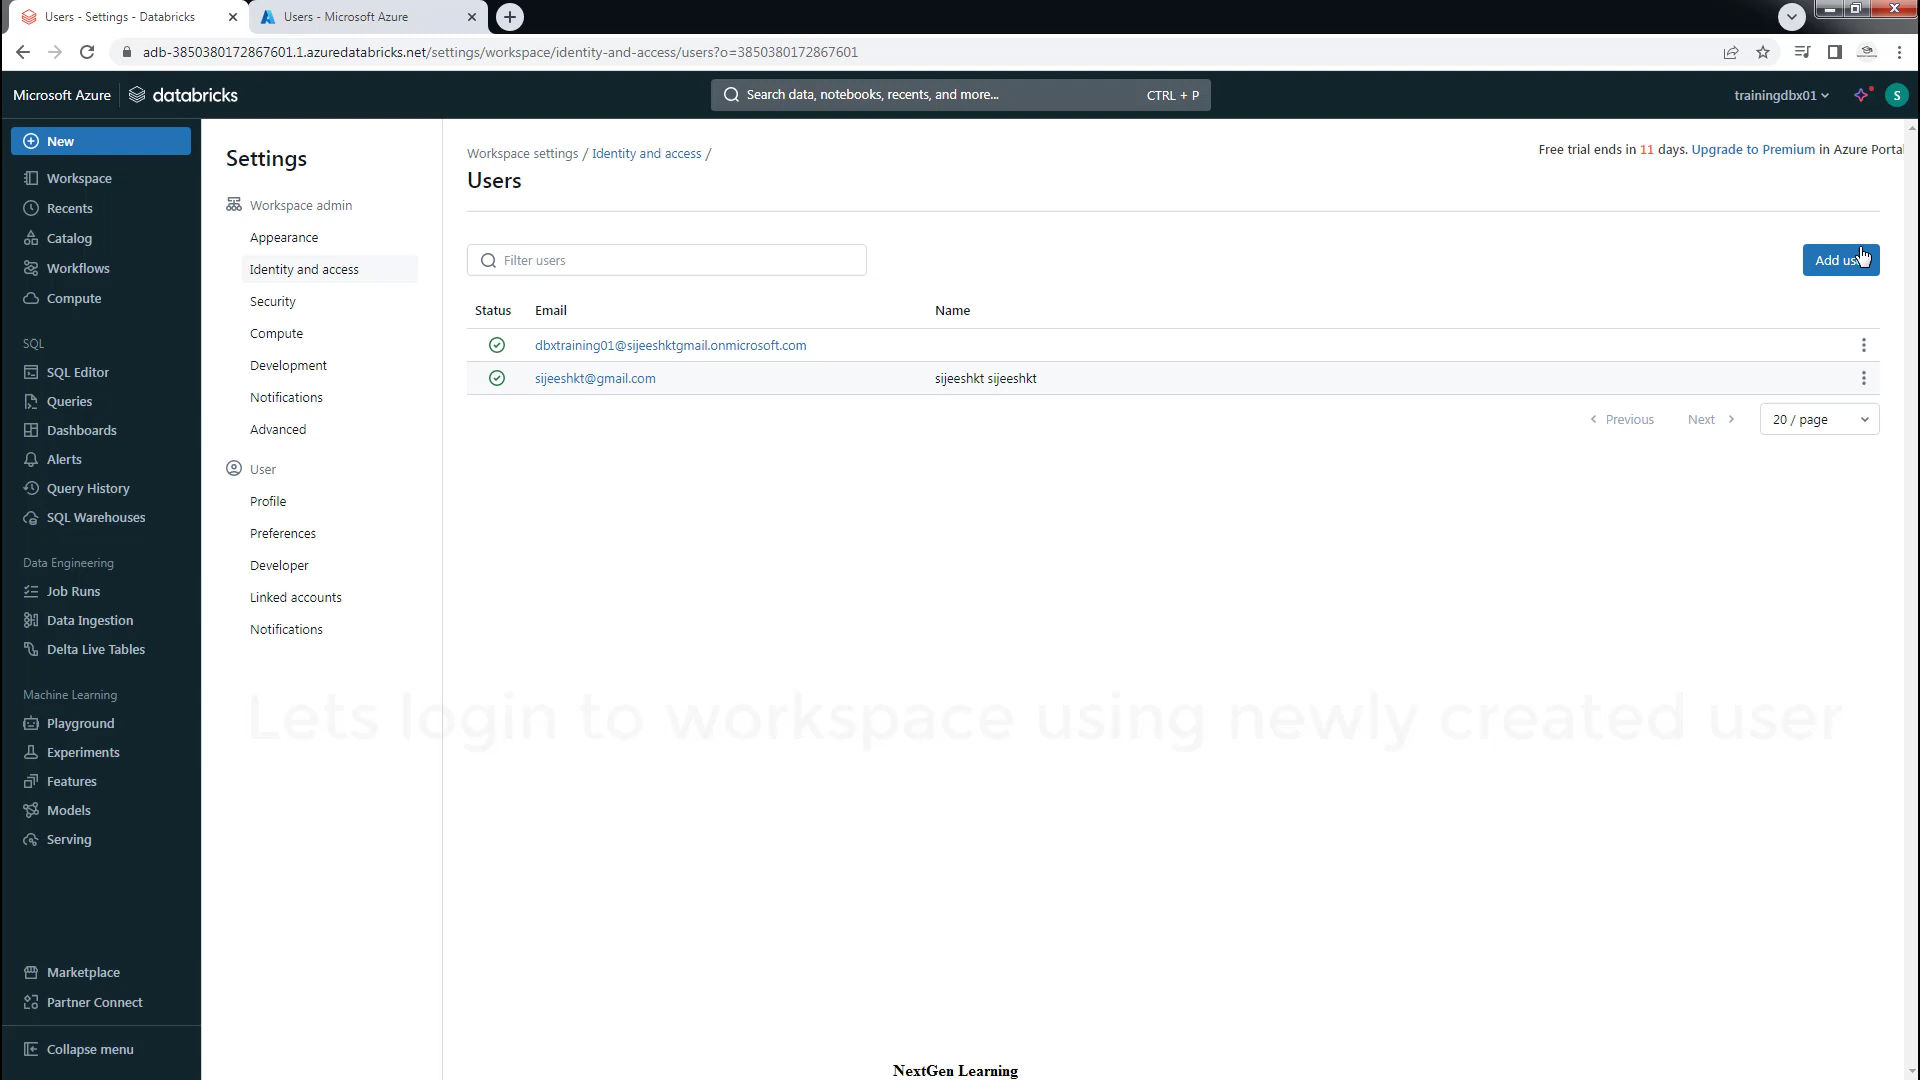 Users - Settings - Databricks
Users - Microsoft Azure
adb-3850380172867601.1.azuredatabricks.net/settings/workspace/identity-and-access/users?o=3850380172867601
Microsoft Azure
databricks
Search data, notebooks, recents, and more...
CTRL + P
trainingdbx01
S
New
Workspace
Recents
Catalog
Workflows
Compute
SQL
SQL Editor
Queries
Dashboards
Alerts
Query History
SQL Warehouses
Data Engineering
Job Runs
Data Ingestion
Delta Live Tables
Machine Learning
Playground
Experiments
Features
Models
Serving
Marketplace
Partner Connect
Collapse menu
Settings
Workspace admin
Appearance
Identity and access
Security
Compute
Development
Notifications
Advanced
User
Profile
Preferences
Developer
Linked accounts
Notifications
Workspace settings / Identity and access /
Free trial ends in 11 days. Upgrade to Premium in Azure Porta
Users
Filter users
Add us
Status Email Name
dbxtraining01@sijeeshktgmail.onmicrosoft.com
sijeeshkt@gmail.com sijeeshkt sijeeshkt
Previous Next 20 / page
Lets login to workspace using newly created user
NextGen Learning